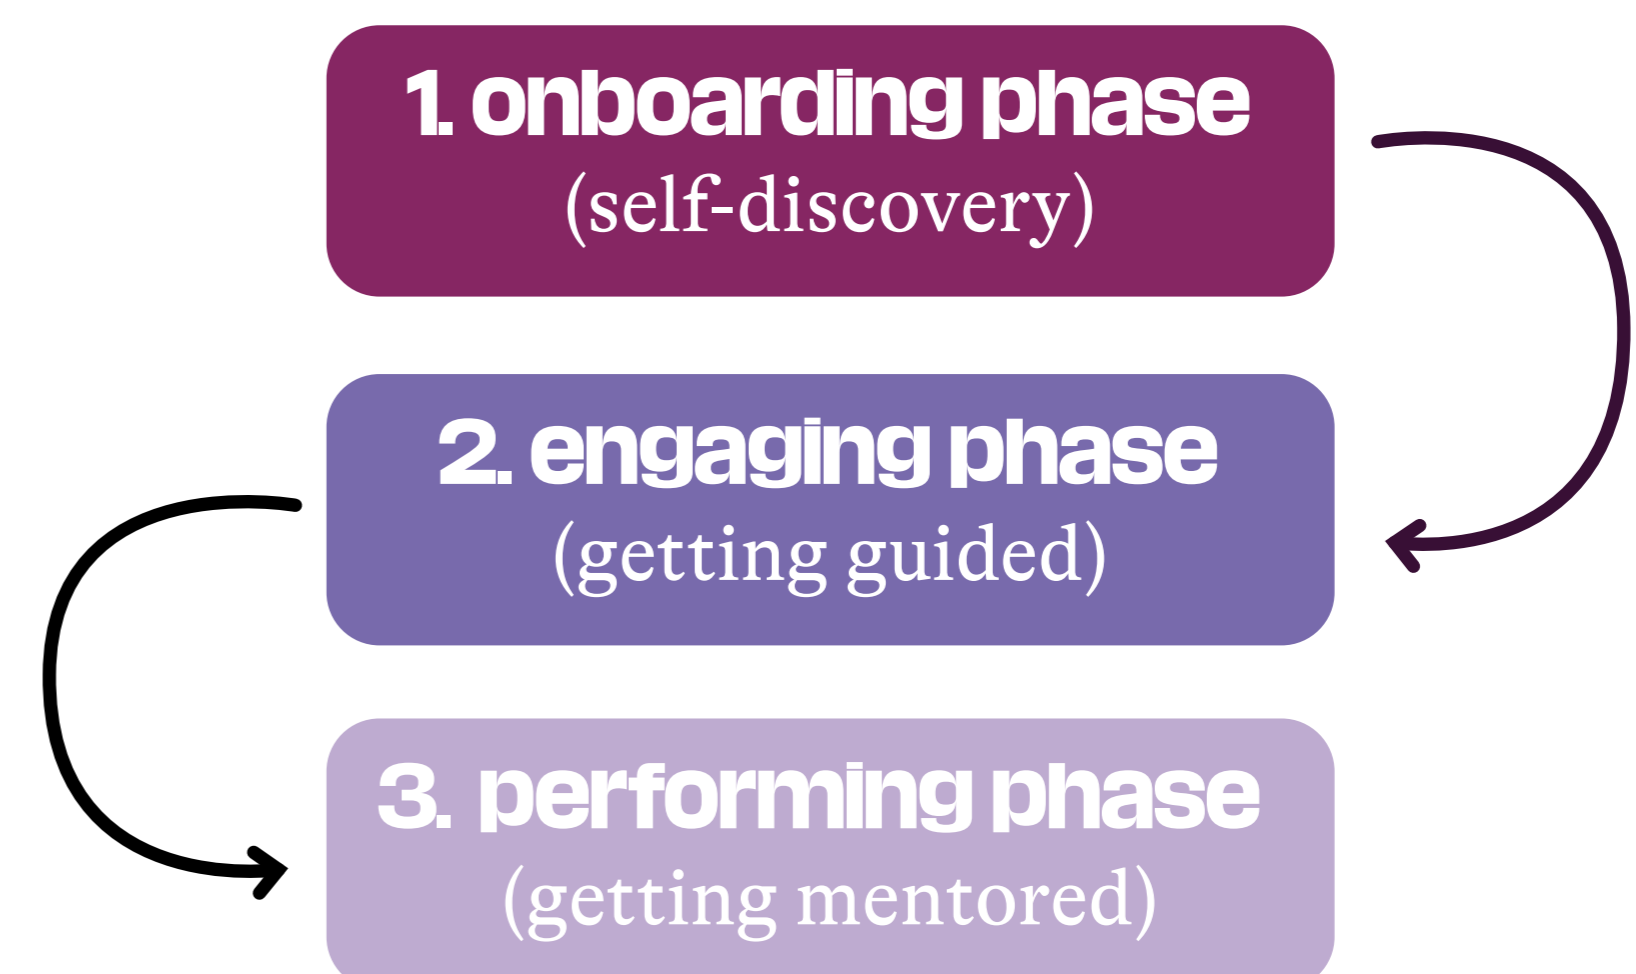 1. onboarding phase
(self-discovery)
2. engaging phase
(getting guided)
3. performing phase
(getting mentored)